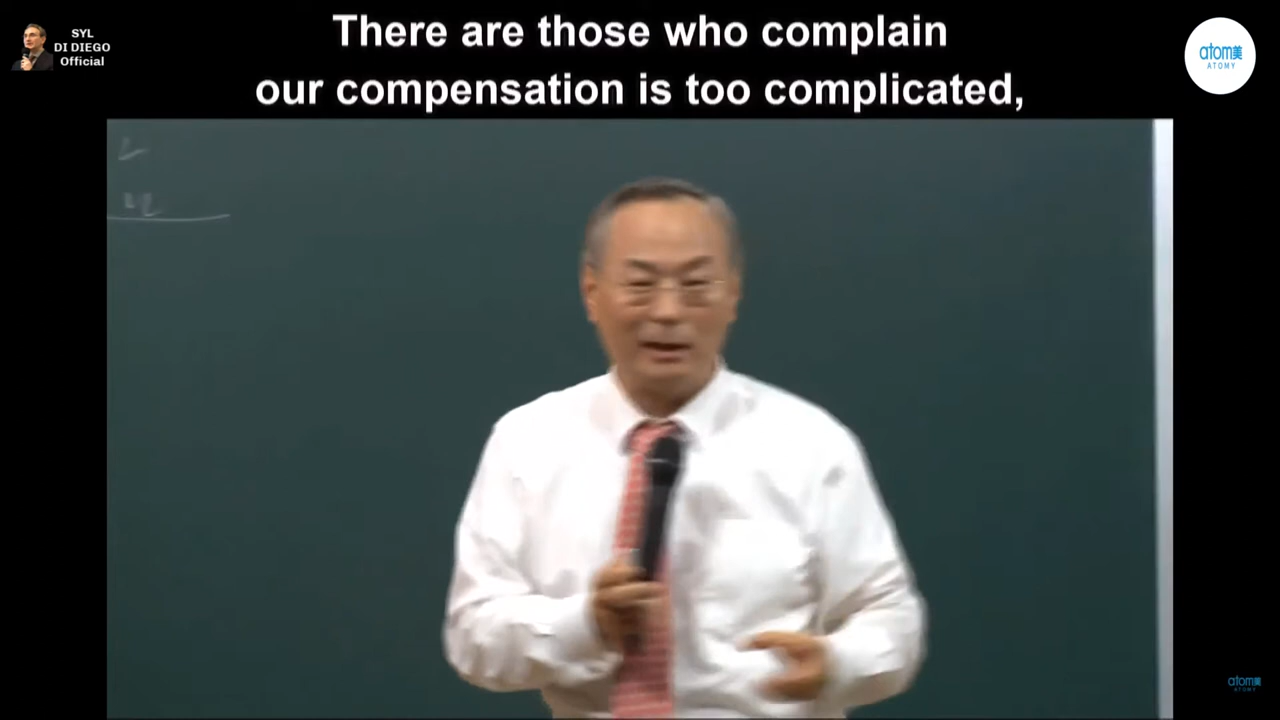 SYL
DI DIEGO
Official
There are those who complain
our compensation is too complicated,
atom美
ATOMY
atom美
ATOMY